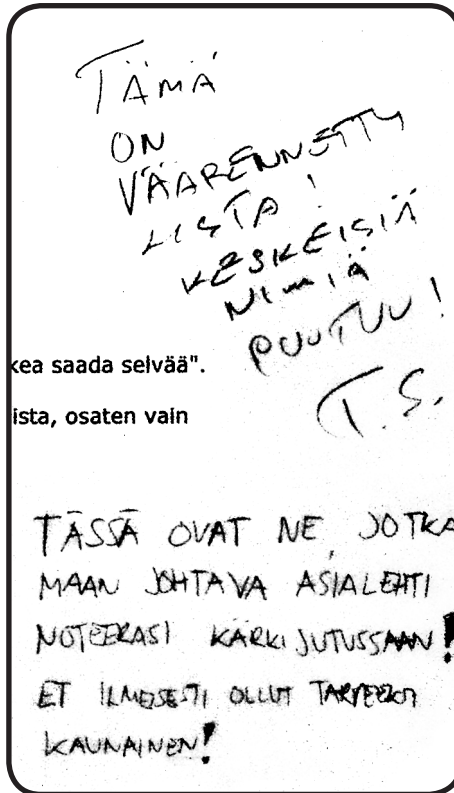 TÄMÄ
ON
VÄÄRENNETTY
LISTA!
KESKEISIÄ
NIMIÄ
PUUTUU!
T.S.
kea saada selvää".
ista, osaten vain
TÄSSÄ OVAT NE, JOTKA
MAAN JOHTAVA ASIALEHTI
NOTEERASI KÄRKIJUTUSSAAN!
ET ILMEISESTI OLLUT TARPEEKSI
KAUNAINEN!